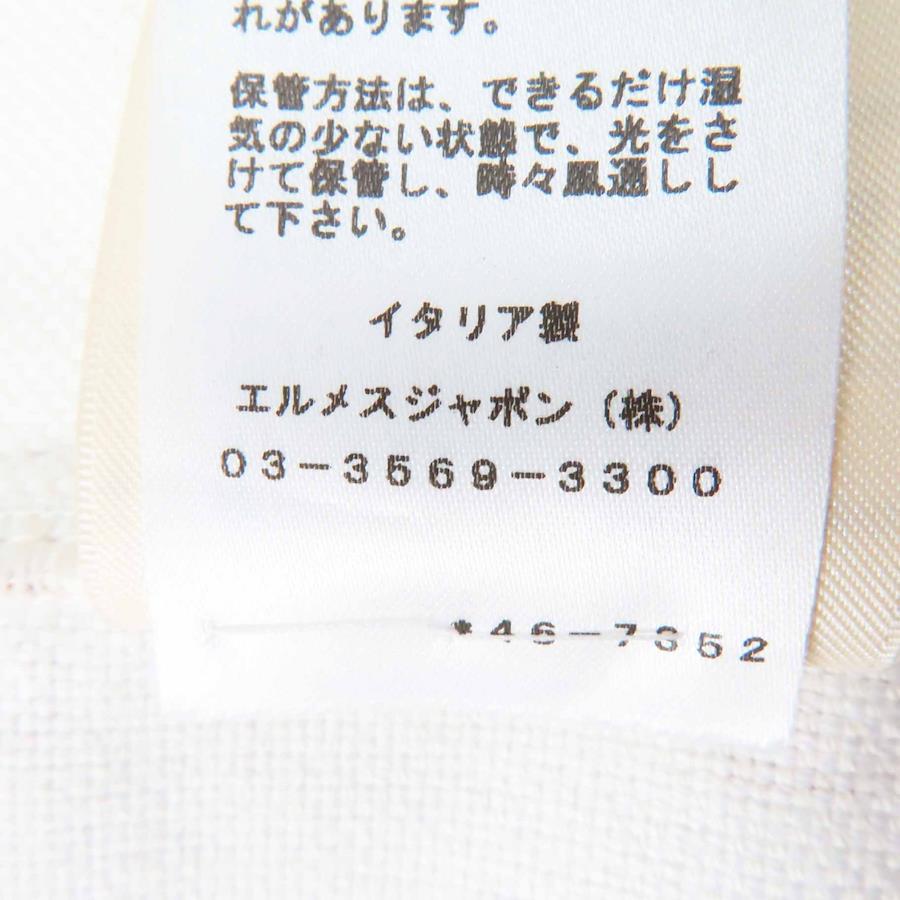 れがあります。
保管方法は、できるだけ湿
気の少ない状態で、光をさ
けて保管し、時々風通しし
て下さい。
イタリア製
エルメスジャポン（株）
03-3569-3300
*46-7352